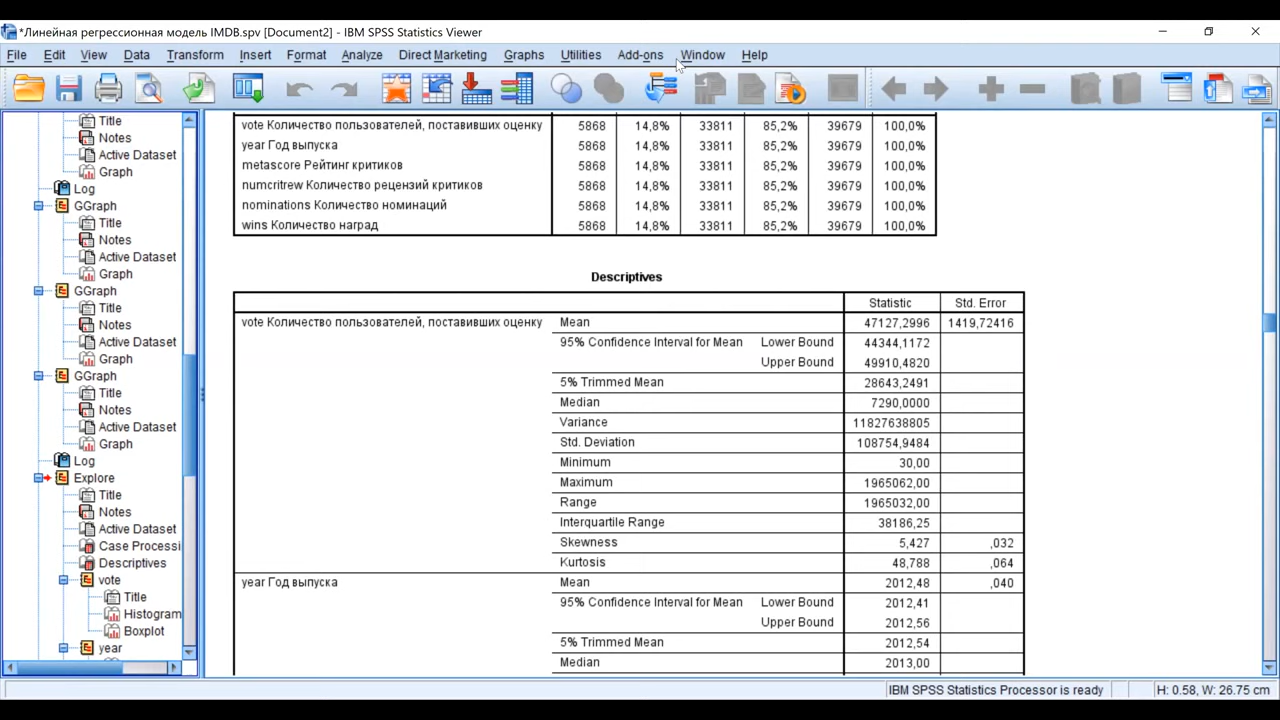 *Линейная регрессионная модель IMDB.spv [Document2] - IBM SPSS Statistics Viewer
File Edit View Data Transform Insert Format Analyze Direct Marketing Graphs Utilities Add-ons Window Help
Title
Notes
Active Dataset
Graph
Log
GGraph
Title
Notes
Active Dataset
Graph
GGraph
Title
Notes
Active Dataset
Graph
GGraph
Title
Notes
Active Dataset
Graph
Log
Explore
Title
Notes
Active Dataset
Case Processi
Descriptives
vote
Title
Histogram
Boxplot
year
vote Количество пользователей, поставивших оценку 5868 14,8% 33811 85,2% 39679 100,0%
year Год выпуска 5868 14,8% 33811 85,2% 39679 100,0%
metascore Рейтинг критиков 5868 14,8% 33811 85,2% 39679 100,0%
numcritrew Количество рецензий критиков 5868 14,8% 33811 85,2% 39679 100,0%
nominations Количество номинаций 5868 14,8% 33811 85,2% 39679 100,0%
wins Количество наград 5868 14,8% 33811 85,2% 39679 100,0%
Descriptives
Statistic Std. Error
vote Количество пользователей, поставивших оценку Mean 47127,2996 1419,72416
95% Confidence Interval for Mean Lower Bound 44344,1172
Upper Bound 49910,4820
5% Trimmed Mean 28643,2491
Median 7290,0000
Variance 11827638805
Std. Deviation 108754,9484
Minimum 30,00
Maximum 1965062,00
Range 1965032,00
Interquartile Range 38186,25
Skewness 5,427 ,032
Kurtosis 48,788 ,064
year Год выпуска Mean 2012,48 ,040
95% Confidence Interval for Mean Lower Bound 2012,41
Upper Bound 2012,56
5% Trimmed Mean 2012,54
Median 2013,00
IBM SPSS Statistics Processor is ready H: 0.58, W: 26.75 cm